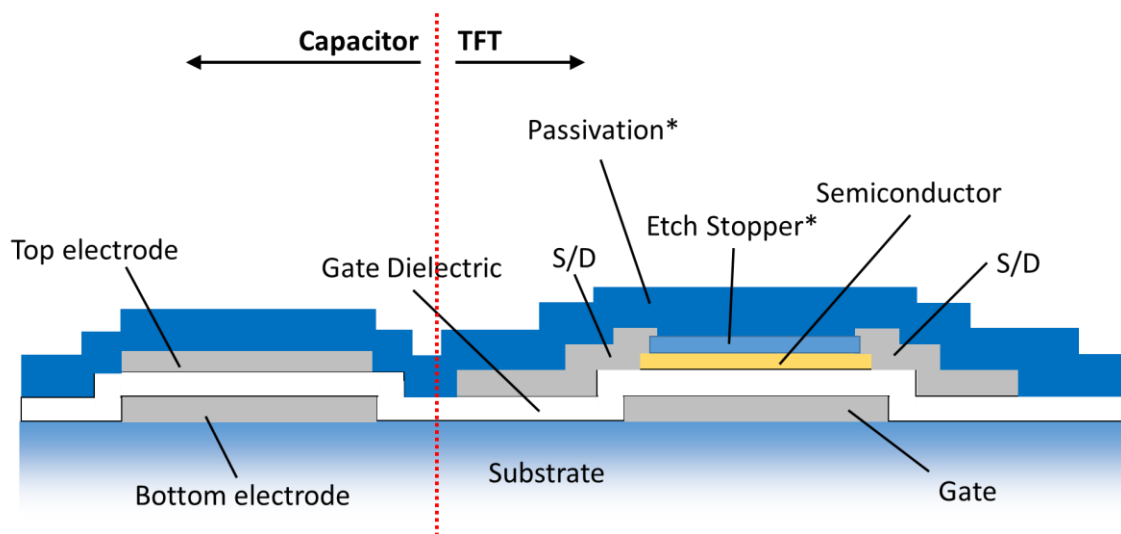 Capacitor TFT
Passivation*
Semiconductor
Etch Stopper*
Top electrode
Gate Dielectric
S/D
S/D
Substrate
Bottom electrode
Gate